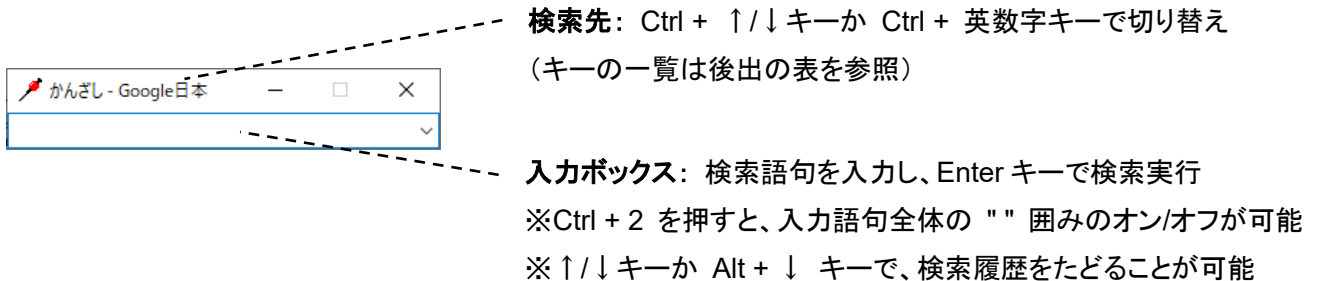 検索先： Ctrl + ↑/↓キーか Ctrl + 英数字キーで切り替え
（キーの一覧は後出の表を参照）
かんざし - Google日本
入力ボックス： 検索語句を入力し、Enter キーで検索実行
※Ctrl + 2 を押すと、入力語句全体の "" 囲みのオン/オフが可能
※↑/↓キーか Alt + ↓ キーで、検索履歴をたどることが可能